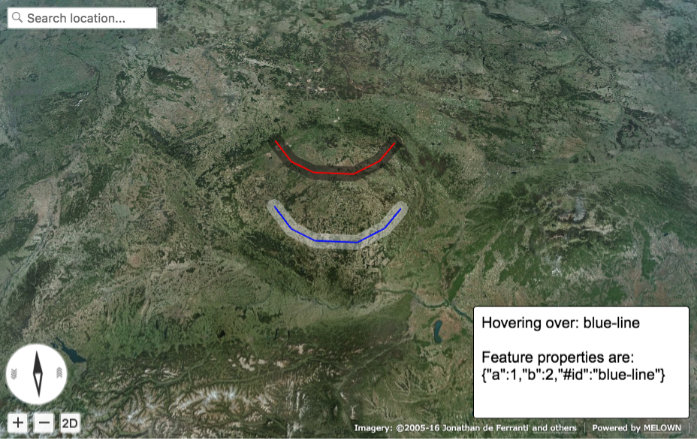 Search location...
Hovering over: blue-line
Feature properties are:
{"a":1,"b":2,"#id":"blue-line"}
+ − 2D
Imagery: ©2005-16 Jonathan de Ferranti and others Powered by MELOWN